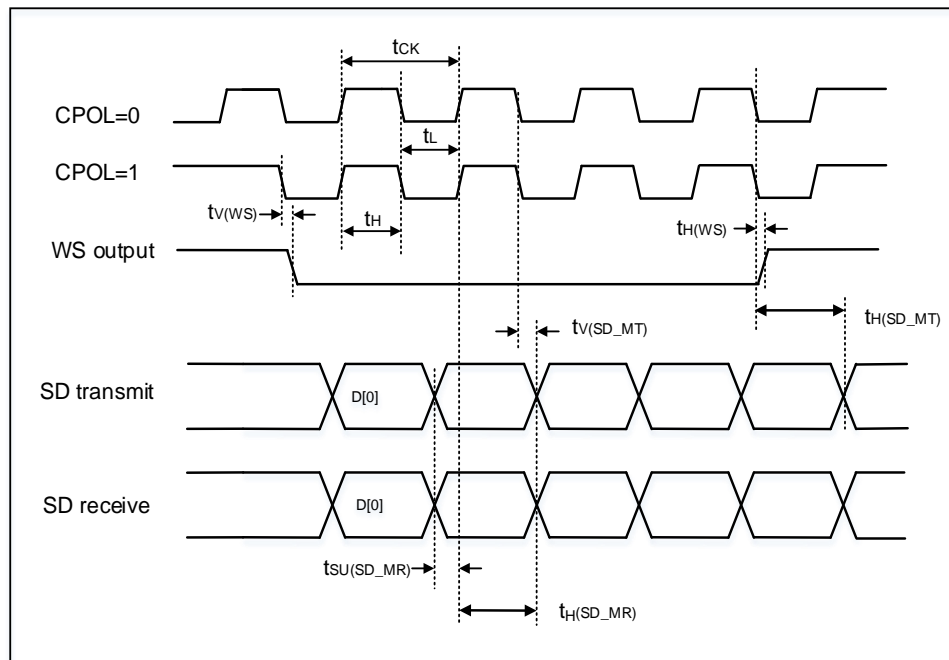 tCK
CPOL=0
tL
CPOL=1
tV(WS)
tH
tH(WS)
WS output
tV(SD_MT)
tH(SD_MT)
SD transmit
D[0]
SD receive
D[0]
tSU(SD_MR)
tH(SD_MR)